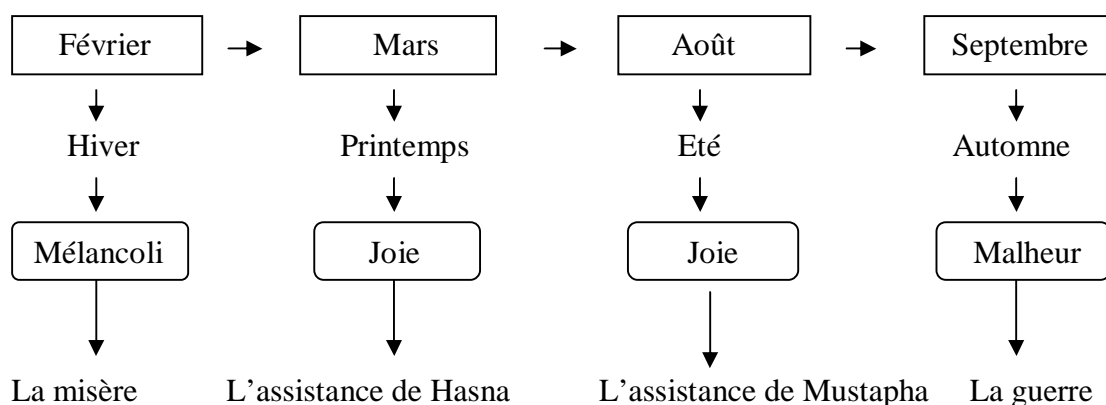 Février Mars Août Septembre
Hiver Printemps Eté Automne
Mélancoli Joie Joie Malheur
La misère L’assistance de Hasna L’assistance de Mustapha La guerre